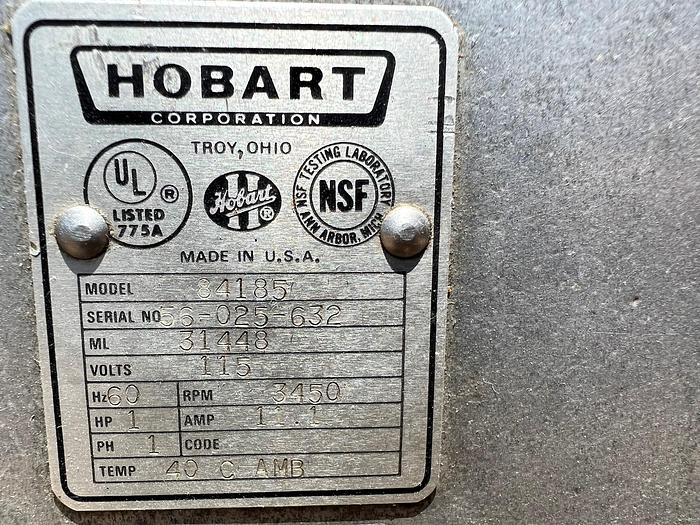 HOBART
CORPORATION
TROY, OHIO
UL ®
LISTED
775A
Hobart ®
NSF TESTING LABORATORY
NSF
ANN ARBOR, MICH.
MADE IN U.S.A.
MODEL 84185
SERIAL NO 56-025-632
ML 31448
VOLTS 115
Hz 60 RPM 3450
HP 1 AMP 11.1
PH 1 CODE
TEMP 40 C AMB